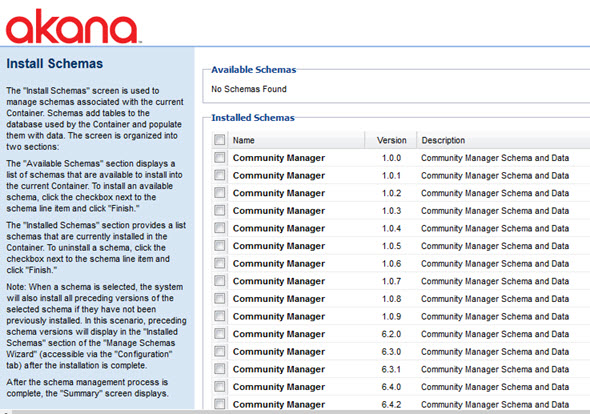 akana
Install Schemas
The "Install Schemas" screen is used to
manage schemas associated with the current
Container. Schemas add tables to the
database used by the Container and populate
them with data. The screen is organized into
two sections:
The "Available Schemas" section displays a
list of schemas that are available to install into
the current Container. To install an available
schema, click the checkbox next to the
schema line item and click "Finish."
The "Installed Schemas" section provides a list
schemas that are currently installed in the
Container. To uninstall a schema, click the
checkbox next to the schema line item and
click "Finish."
Note: When a schema is selected, the system
will also install all preceding versions of the
selected schema if they have not been
previously installed. In this scenario, preceding
schema versions will display in the "Installed
Schemas" section of the "Manage Schemas
Wizard" (accessible via the "Configuration"
tab) after the installation is complete.
After the schema management process is
complete, the "Summary" screen displays.
Available Schemas
No Schemas Found
Installed Schemas
Name Version Description
Community Manager 1.0.0 Community Manager Schema and Data
Community Manager 1.0.1 Community Manager Schema and Data
Community Manager 1.0.2 Community Manager Schema and Data
Community Manager 1.0.3 Community Manager Schema and Data
Community Manager 1.0.4 Community Manager Schema and Data
Community Manager 1.0.5 Community Manager Schema and Data
Community Manager 1.0.6 Community Manager Schema and Data
Community Manager 1.0.7 Community Manager Schema and Data
Community Manager 1.0.8 Community Manager Schema and Data
Community Manager 1.0.9 Community Manager Schema and Data
Community Manager 6.2.0 Community Manager Schema and Data
Community Manager 6.3.0 Community Manager Schema and Data
Community Manager 6.3.1 Community Manager Schema and Data
Community Manager 6.4.0 Community Manager Schema and Data
Community Manager 6.4.2 Community Manager Schema and Data